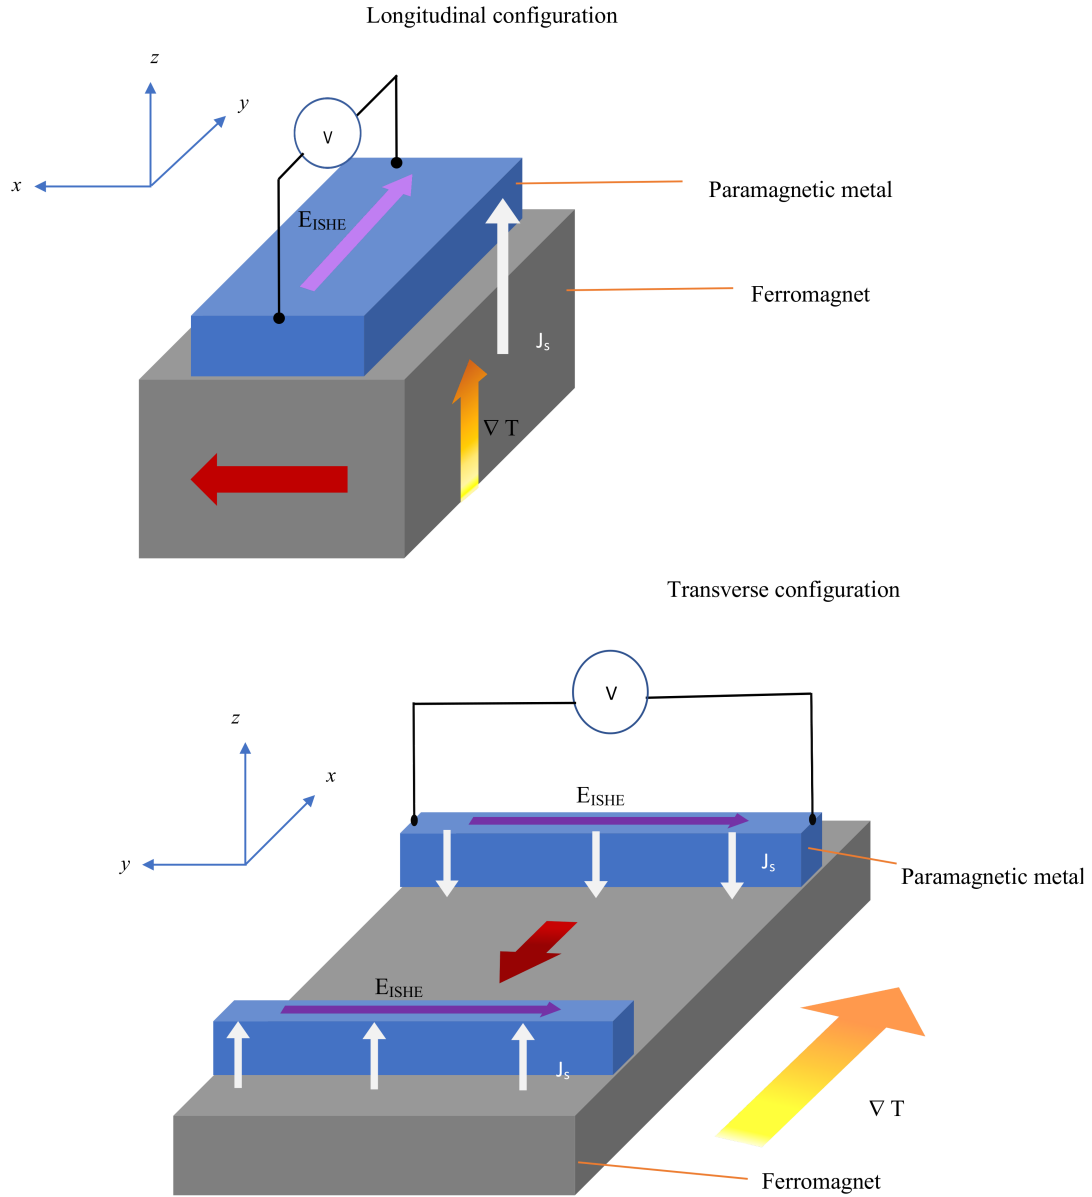 Longitudinal configuration
z
y
x
V
Paramagnetic metal
E_ISHE
Ferromagnet
J_s
∇ T
Transverse configuration
V
z
x
y
E_ISHE
J_s
Paramagnetic metal
E_ISHE
J_s
∇ T
Ferromagnet